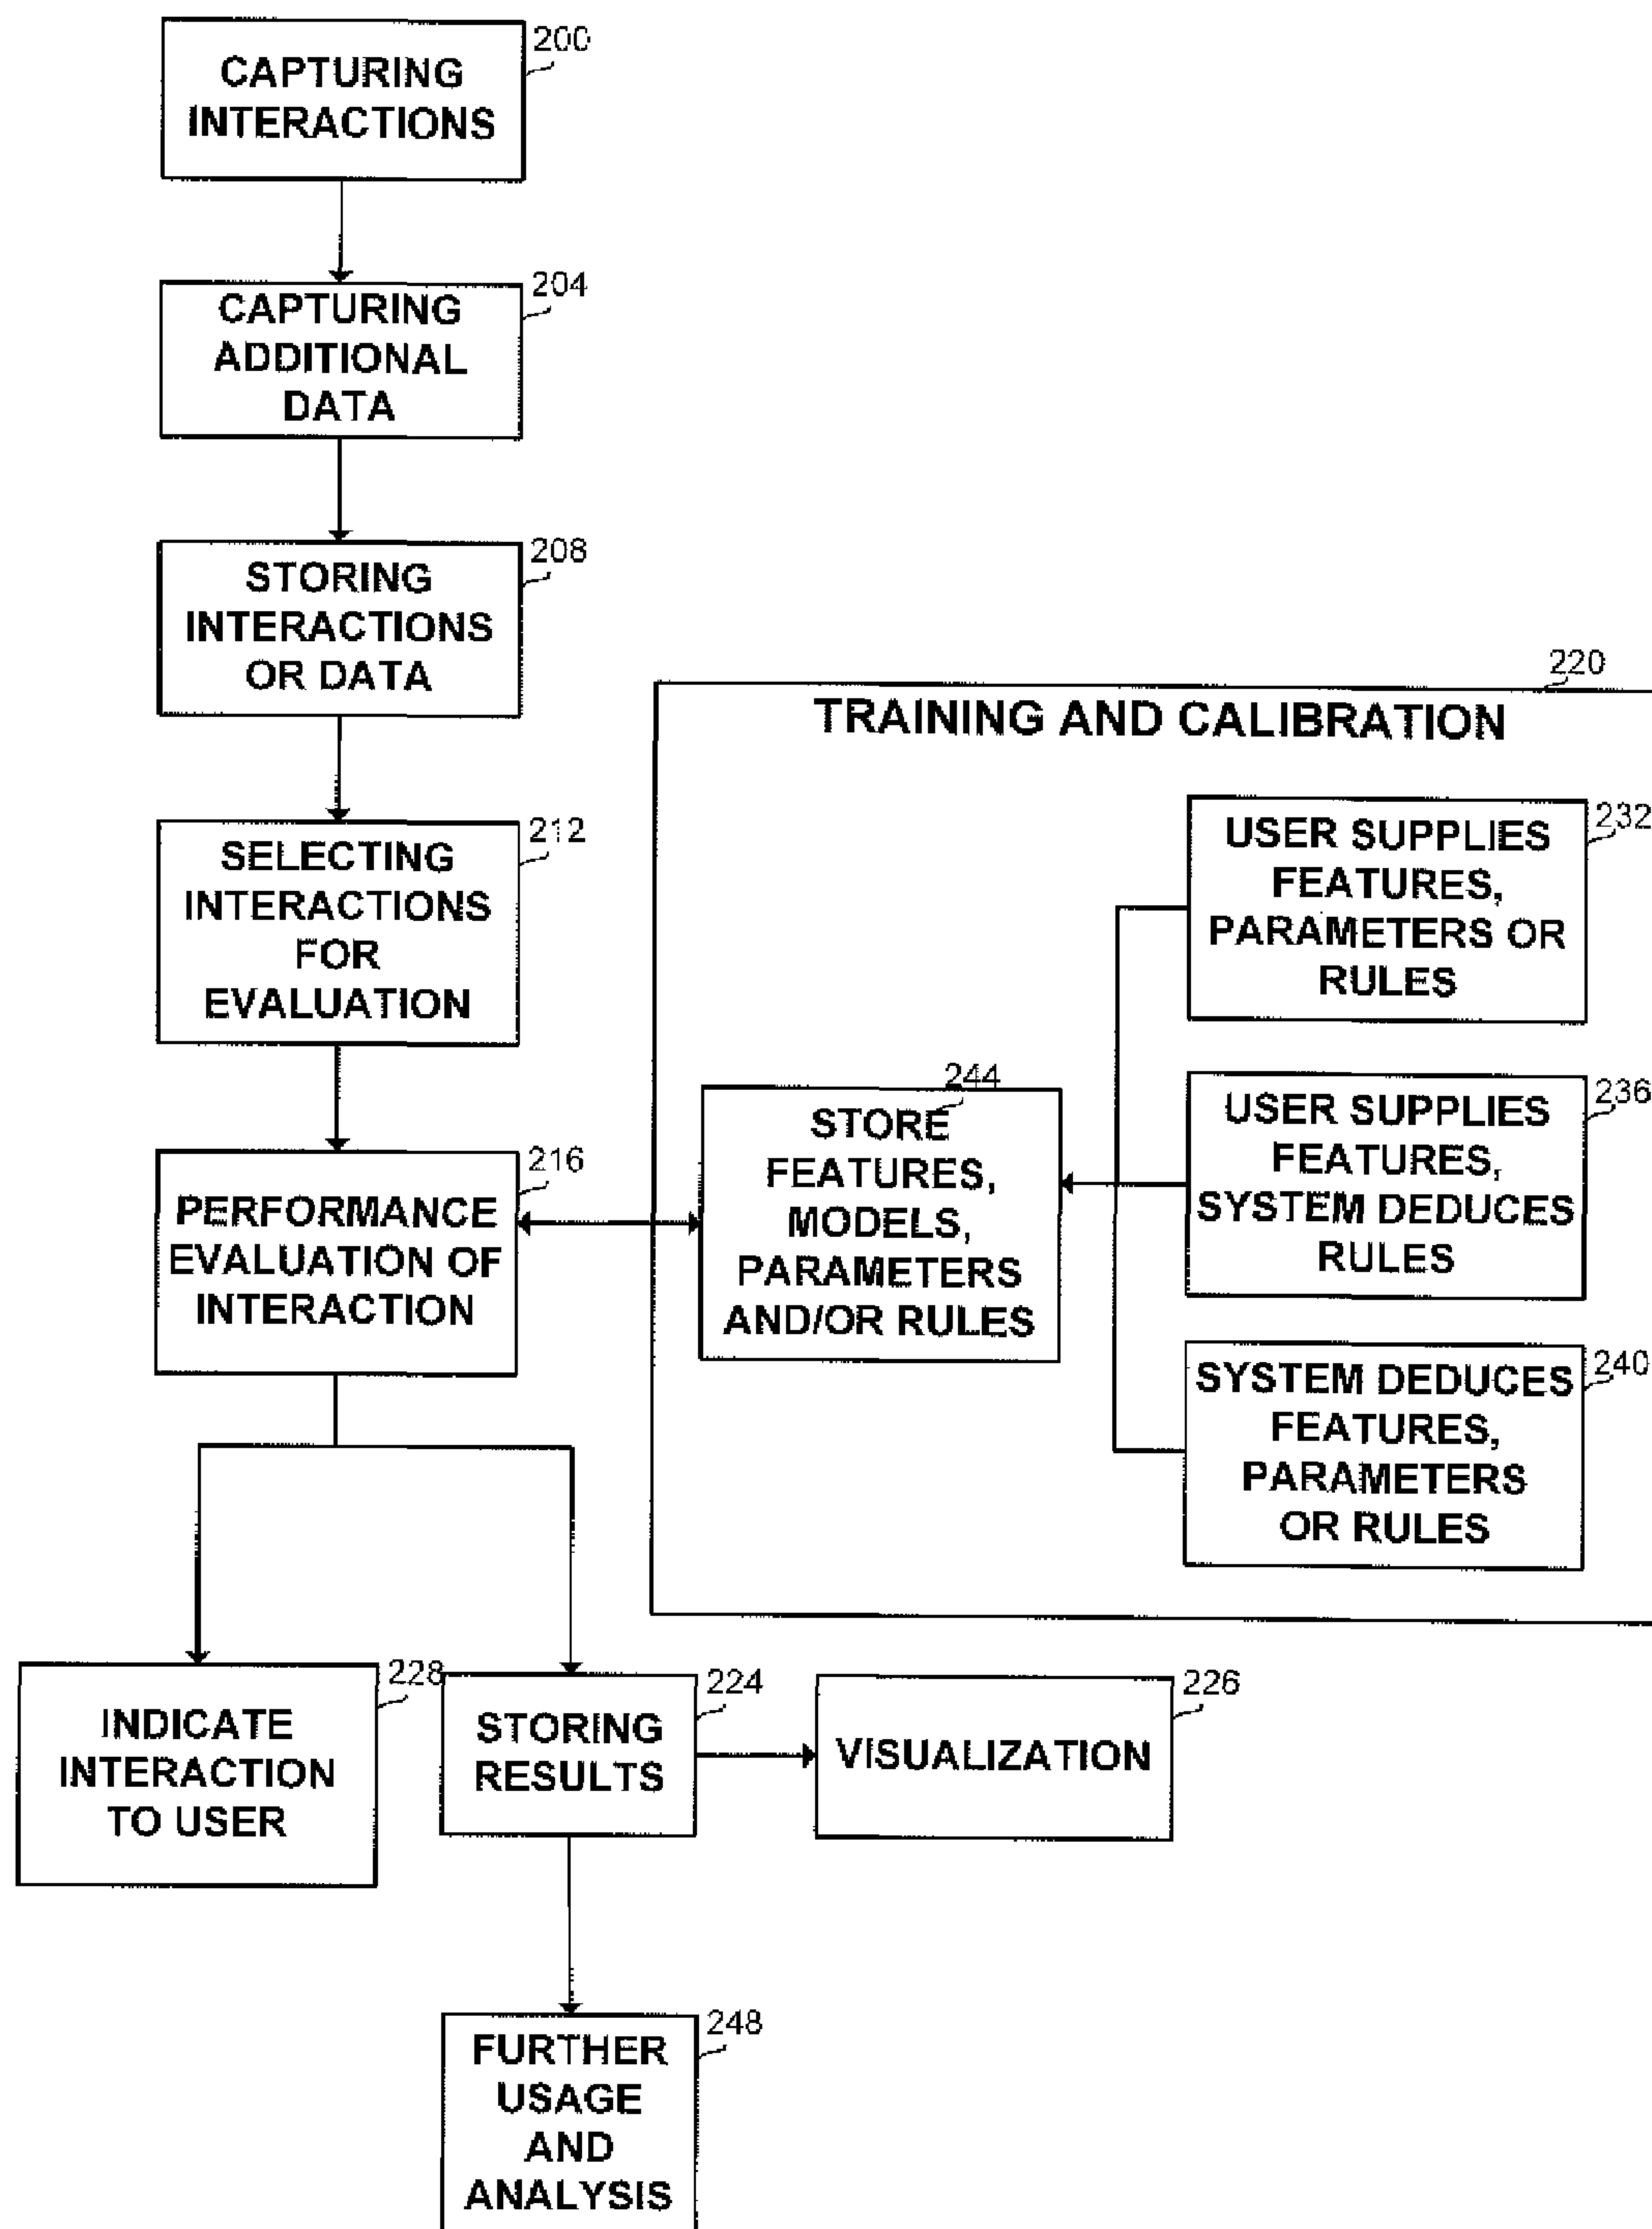 200
CAPTURING
INTERACTIONS
204
CAPTURING
ADDITIONAL
DATA
208
STORING
INTERACTIONS
OR DATA
212
SELECTING
INTERACTIONS
FOR
EVALUATION
216
PERFORMANCE
EVALUATION OF
INTERACTION
220
TRAINING AND CALIBRATION
232
USER SUPPLIES
FEATURES,
PARAMETERS OR
RULES
236
USER SUPPLIES
FEATURES,
SYSTEM DEDUCES
RULES
240
SYSTEM DEDUCES
FEATURES,
PARAMETERS
OR RULES
244
STORE
FEATURES,
MODELS,
PARAMETERS
AND/OR RULES
228
INDICATE
INTERACTION
TO USER
224
STORING
RESULTS
226
VISUALIZATION
248
FURTHER
USAGE
AND
ANALYSIS